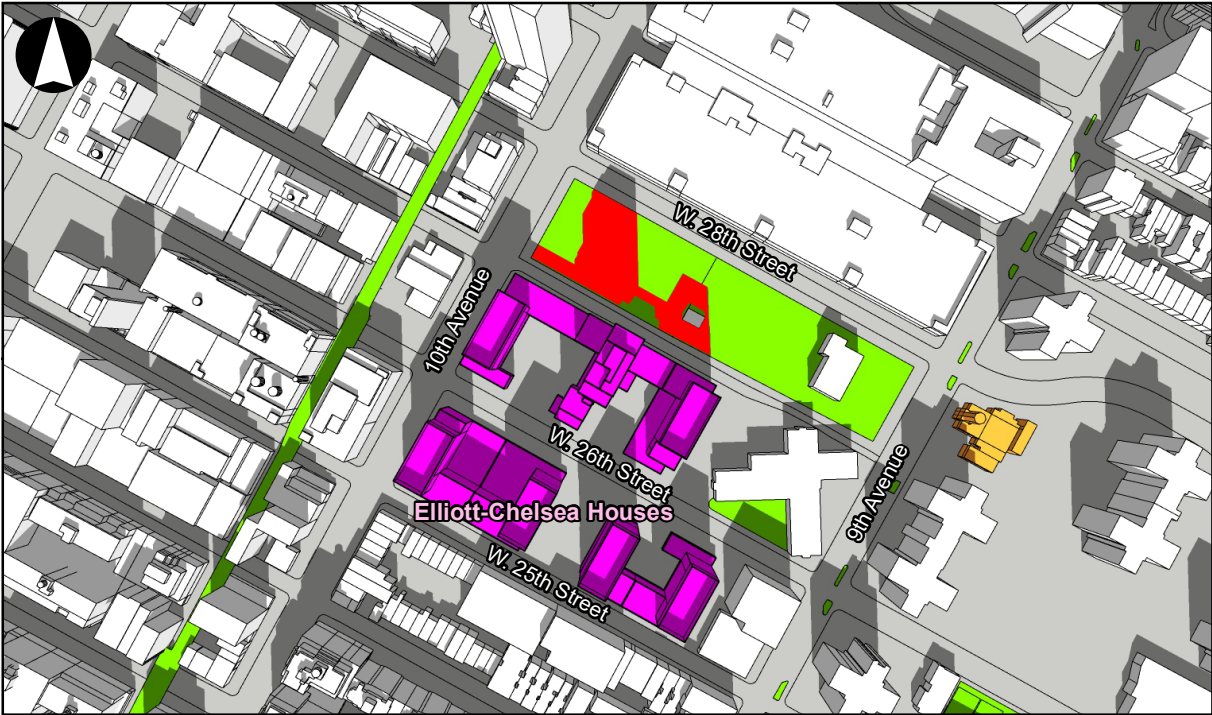 W. 28th Street
10th Avenue
W. 26th Street
9th Avenue
Elliott-Chelsea Houses
W. 25th Street